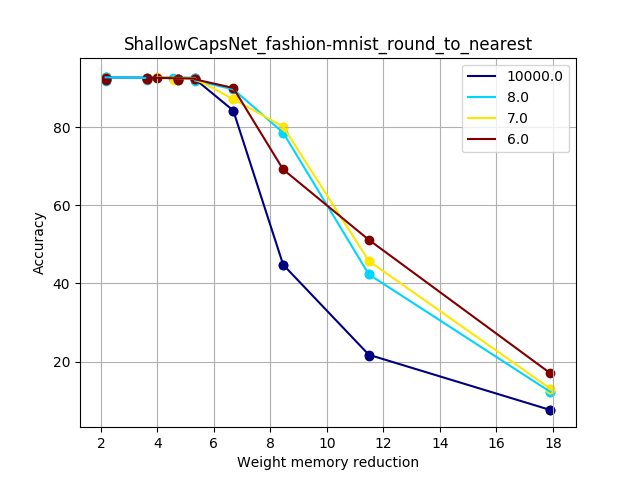 ShallowCapsNet_fashion-mnist_round_to_nearest
10000.0
8.0
7.0
6.0
80
60
40
20
Accuracy
2 4 6 8 10 12 14 16 18
Weight memory reduction